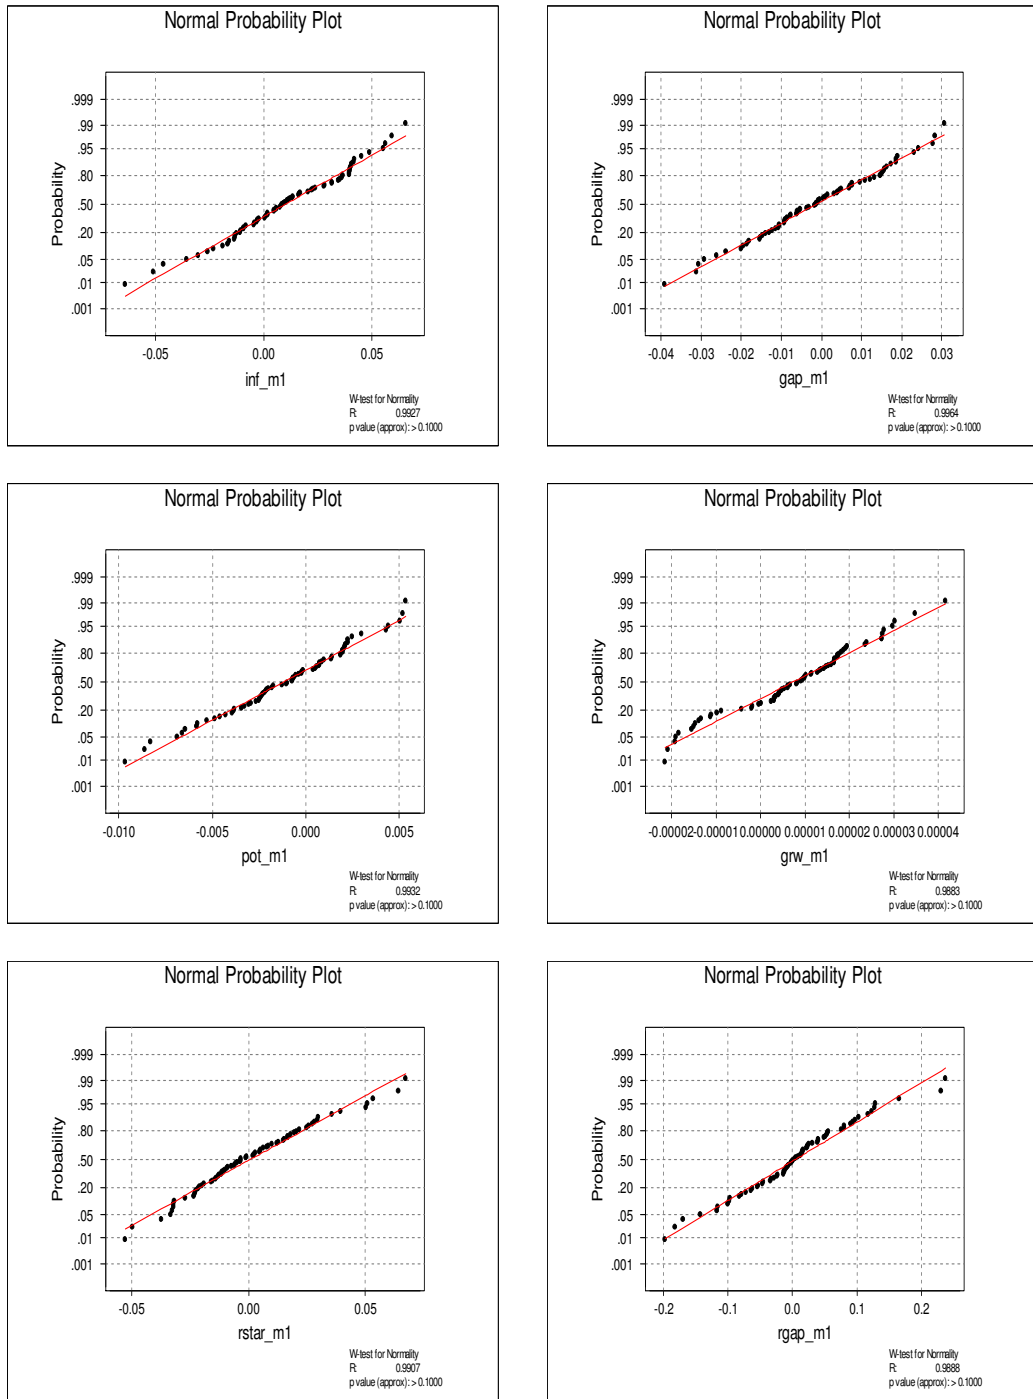 Normal Probability Plot
.999
.99
.95
.80
.50
.20
.05
.01
.001
Probability
-0.05 0.00 0.05
inf_m1
W-test for Normality
R: 0.9927
p value (approx): > 0.1000
Normal Probability Plot
.999
.99
.95
.80
.50
.20
.05
.01
.001
Probability
-0.04 -0.03 -0.02 -0.01 0.00 0.01 0.02 0.03
gap_m1
W-test for Normality
R: 0.9964
p value (approx): > 0.1000
Normal Probability Plot
.999
.99
.95
.80
.50
.20
.05
.01
.001
Probability
-0.010 -0.005 0.000 0.005
pot_m1
W-test for Normality
R: 0.9932
p value (approx): > 0.1000
Normal Probability Plot
.999
.99
.95
.80
.50
.20
.05
.01
.001
Probability
-0.00002 -0.00001 0.00000 0.00001 0.00002 0.00003 0.00004
grw_m1
W-test for Normality
R: 0.9883
p value (approx): > 0.1000
Normal Probability Plot
.999
.99
.95
.80
.50
.20
.05
.01
.001
Probability
-0.05 0.00 0.05
rstar_m1
W-test for Normality
R: 0.9907
p value (approx): > 0.1000
Normal Probability Plot
.999
.99
.95
.80
.50
.20
.05
.01
.001
Probability
-0.2 -0.1 0.0 0.1 0.2
rgap_m1
W-test for Normality
R: 0.9888
p value (approx): > 0.1000